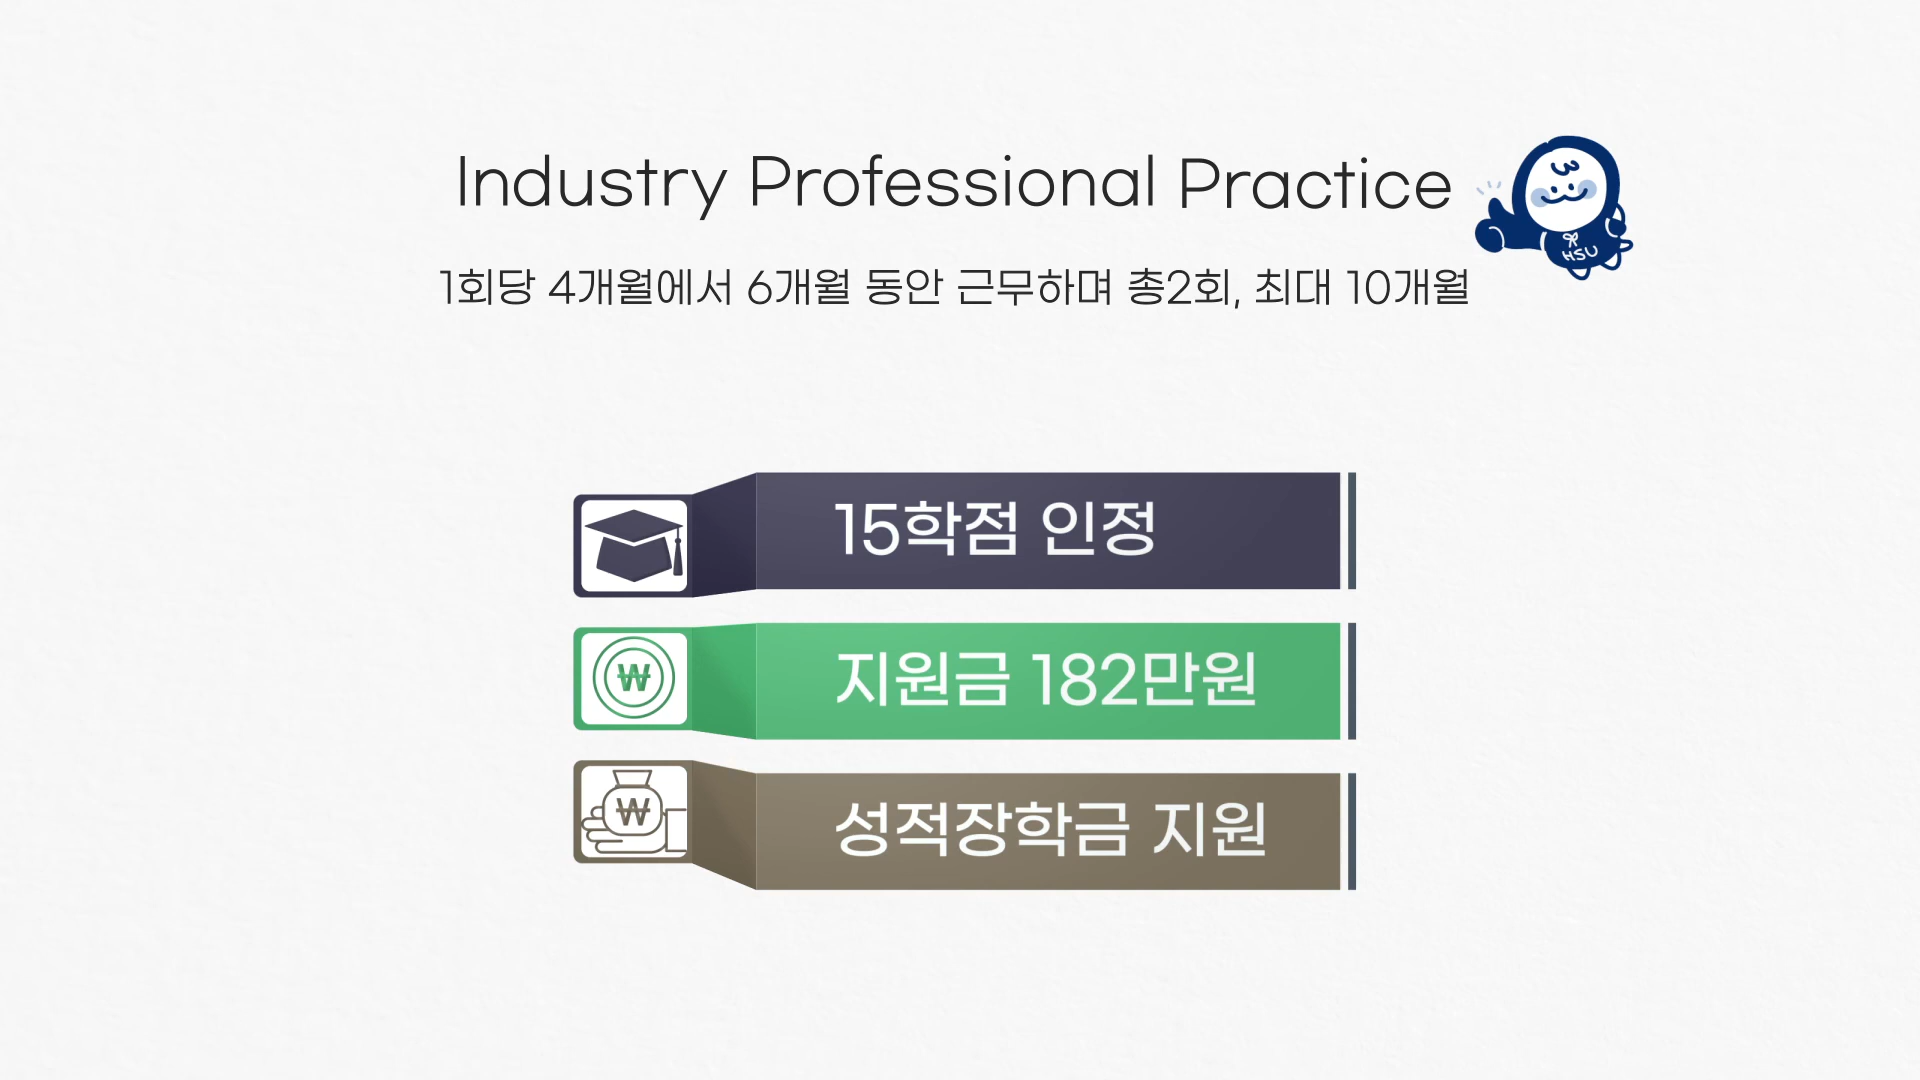 Industry Professional Practice
HSU
1회당 4개월에서 6개월 동안 근무하며 총2회, 최대 10개월
15학점 인정
₩
지원금 182만원
₩
성적장학금 지원